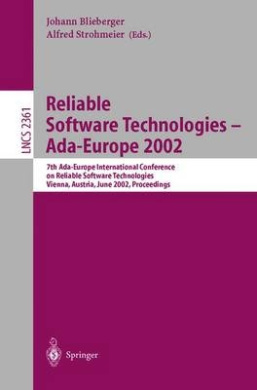 Johann Blieberger
Alfred Strohmeier (Eds.)
LNCS 2361
Reliable
Software Technologies –
Ada-Europe 2002
7th Ada-Europe International Conference
on Reliable Software Technologies
Vienna, Austria, June 2002, Proceedings
Springer